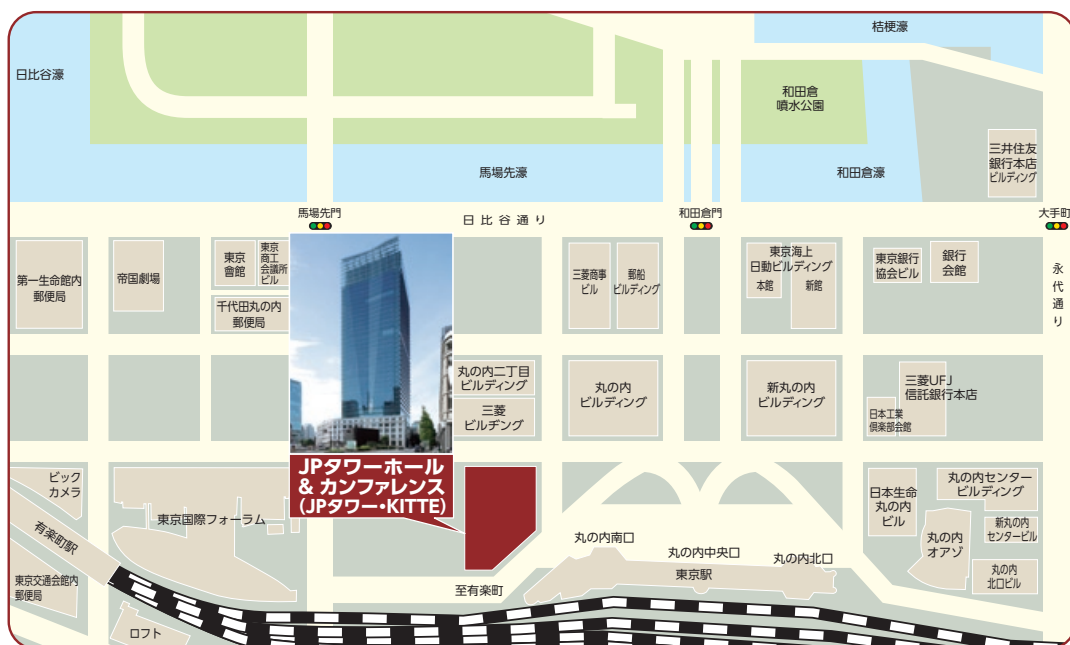 桔梗濠
日比谷濠
和田倉
噴水公園
三井住友
銀行本店
ビルディング
馬場先濠
和田倉濠
馬場先門
日比谷通り
和田倉門
大手町
永代通り
第一生命館内
郵便局
帝国劇場
東京
會館
東京
商工
会議所
ビル
千代田丸の内
郵便局
三菱商事
ビル
郵船
ビルディング
東京海上
日動ビルディング
本館
新館
東京銀行
協会ビル
銀行
会館
丸の内二丁目
ビルディング
三菱
ビルヂング
丸の内
ビルディング
新丸の内
ビルディング
三菱UFJ
信託銀行本店
日本工業
倶楽部会館
ビック
カメラ
有楽町駅
東京国際フォーラム
JPタワーホール
& カンファレンス
(JPタワー・KITTE)
丸の内南口
丸の内中央口
丸の内北口
東京駅
至有楽町
日本生命
丸の内
ビル
丸の内センター
ビルディング
丸の内
オアゾ
新丸の内
センタービル
丸の内
北口ビル
東京交通会館内
郵便局
ロフト